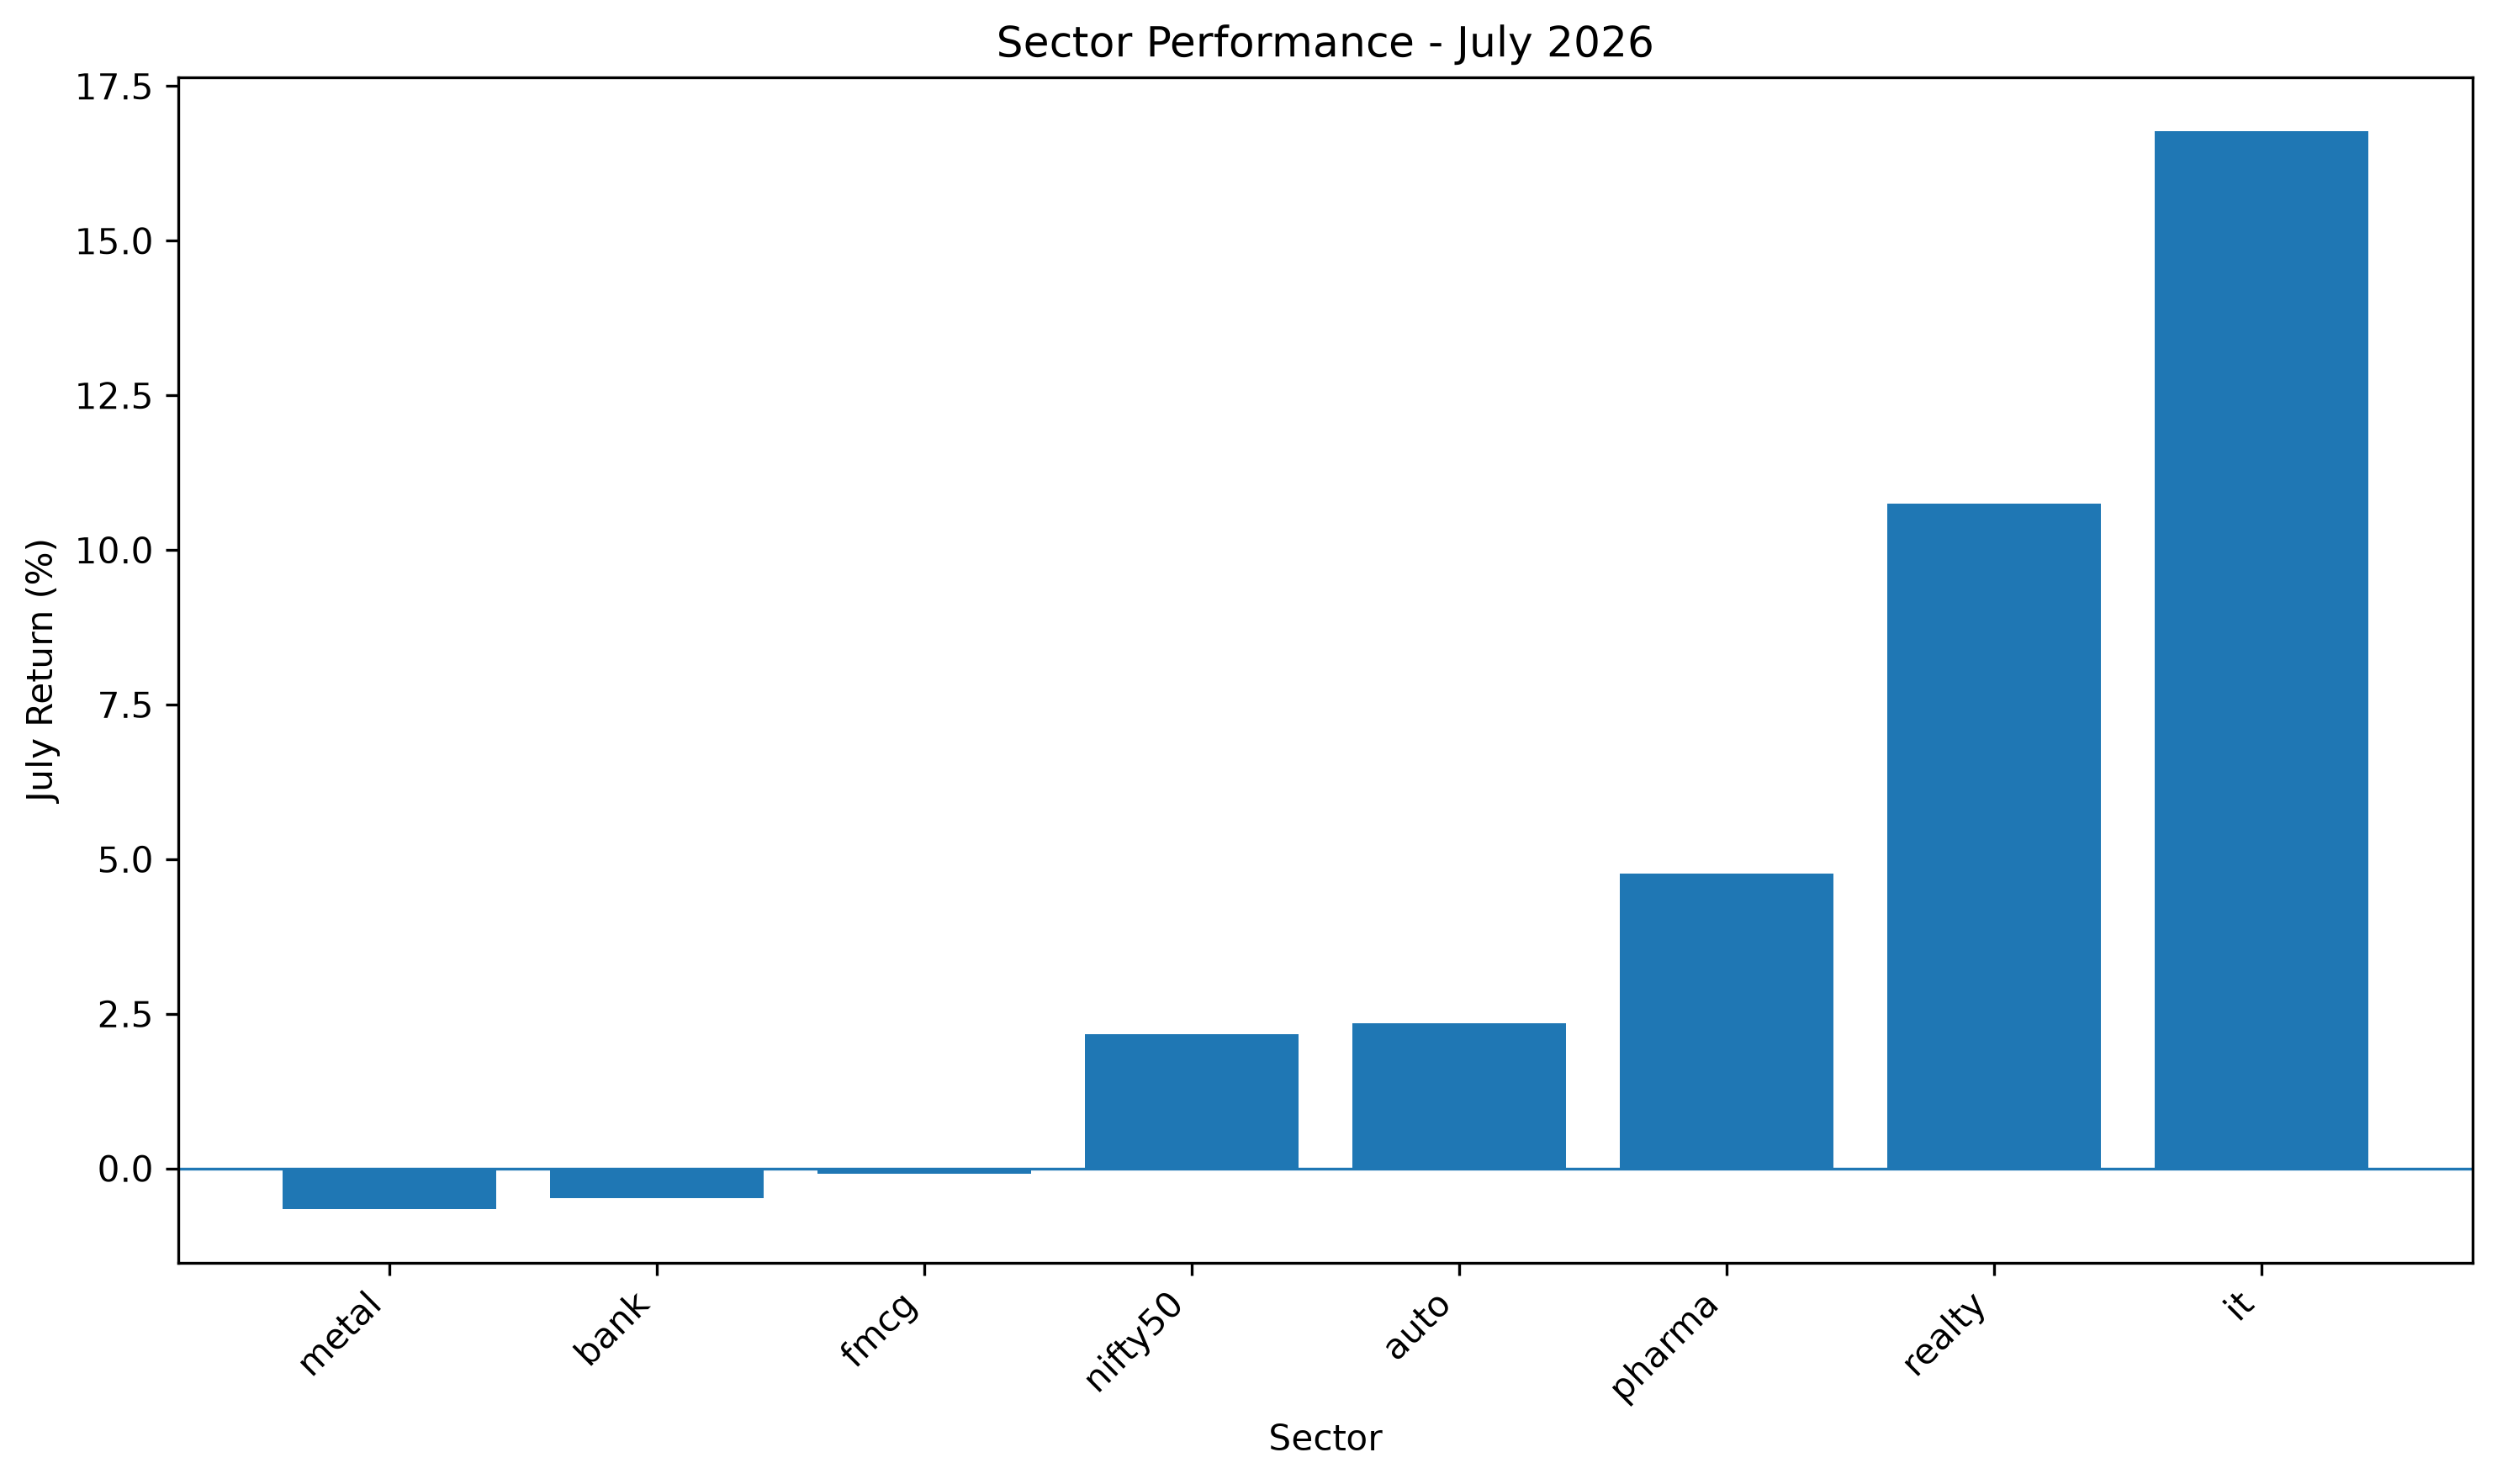 Sector Performance - July 2026
July Return (%)
17.5
15.0
12.5
10.0
7.5
5.0
2.5
0.0
metal
bank
fmcg
nifty50
auto
pharma
realty
it
Sector